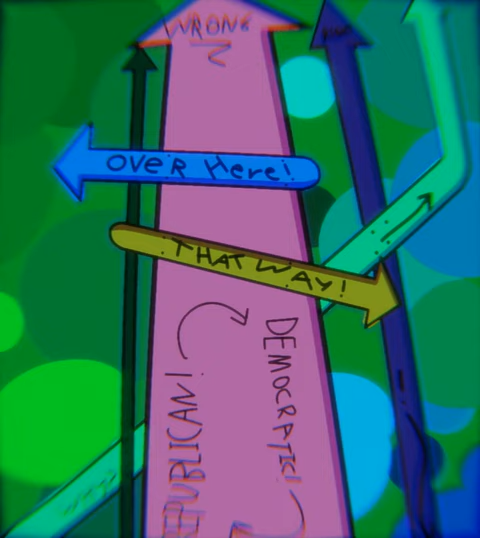 WRONG
OVER Here!
THAT WAY!
DEMOCRATIC!
REPUBLICAN!